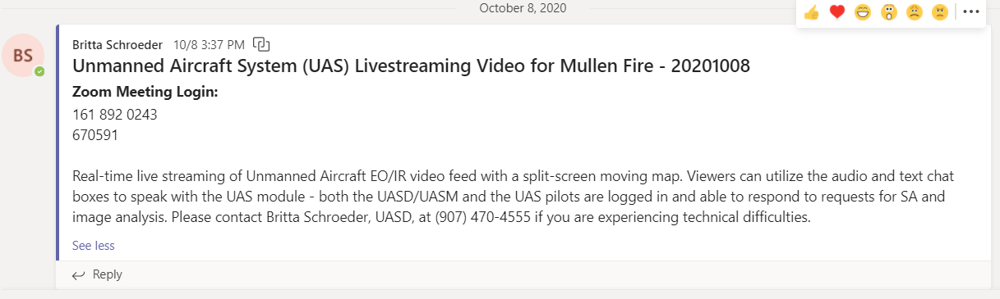 October 8, 2020
BS
Britta Schroeder 10/8 3:37 PM
Unmanned Aircraft System (UAS) Livestreaming Video for Mullen Fire - 20201008
Zoom Meeting Login:
161 892 0243
670591
Real-time live streaming of Unmanned Aircraft EO/IR video feed with a split-screen moving map. Viewers can utilize the audio and text chat
boxes to speak with the UAS module - both the UASD/UASM and the UAS pilots are logged in and able to respond to requests for SA and
image analysis. Please contact Britta Schroeder, UASD, at (907) 470-4555 if you are experiencing technical difficulties.
See less
Reply